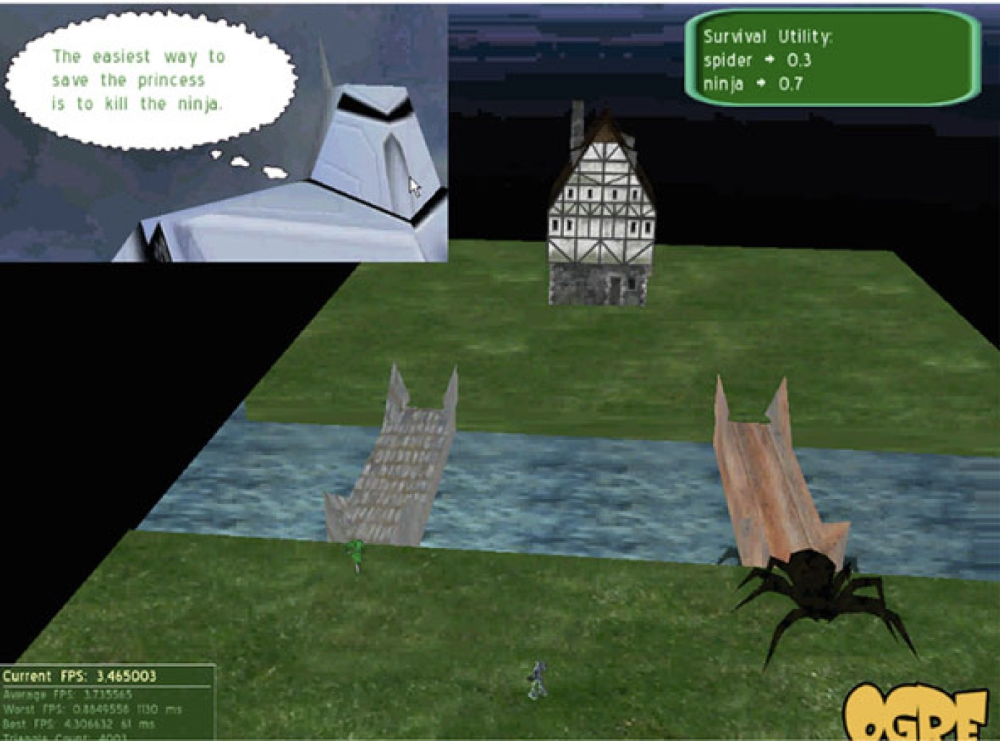 The easiest way to
save the princess
is to kill the ninja.
Survival Utility:
spider → 0.3
ninja → 0.7
Current FPS: 3.465003
Average FPS: 3.735565
Worst FPS: 0.8849558 1130 ms
Best FPS: 4.306632 61 ms
Triangle Count: 4003
OGRE